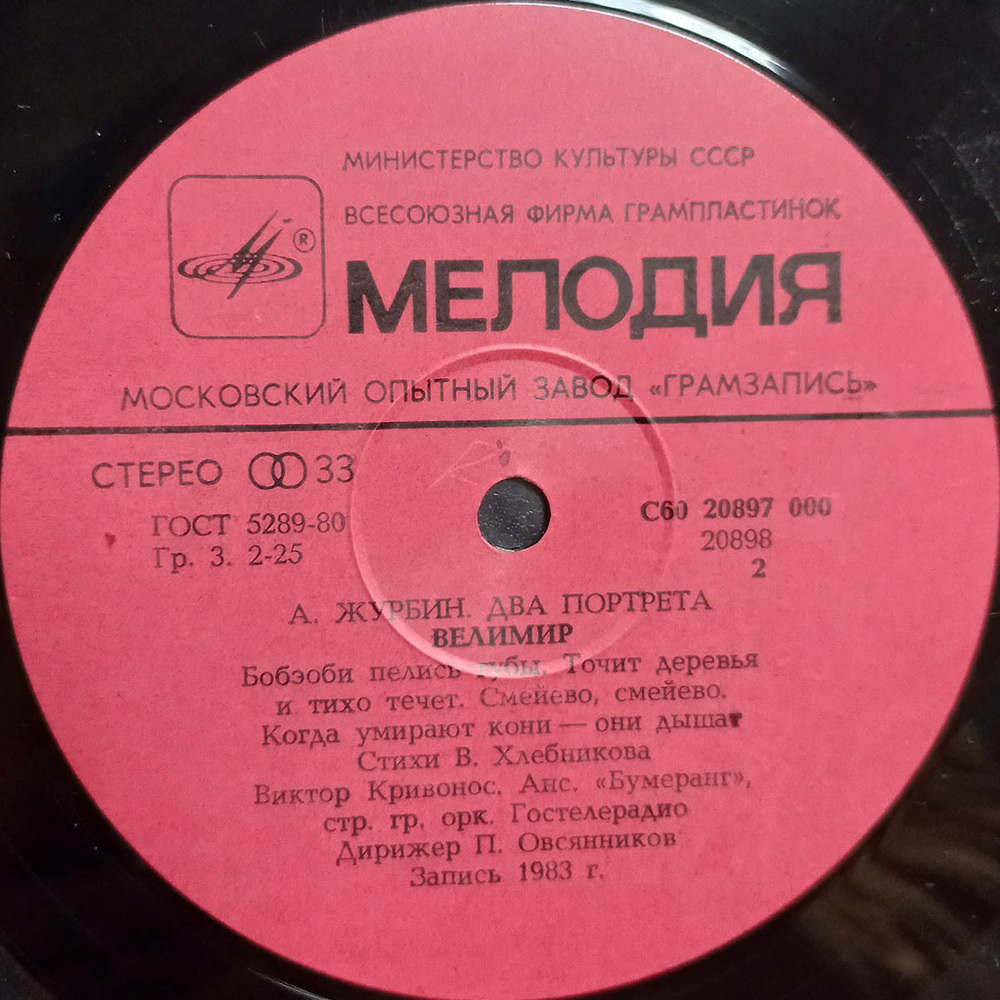 МИНИСТЕРСТВО КУЛЬТУРЫ СССР
ВСЕСОЮЗНАЯ ФИРМА ГРАМПЛАСТИНОК
®
МЕЛОДИЯ
МОСКОВСКИЙ ОПЫТНЫЙ ЗАВОД «ГРАМЗАПИСЬ»
СТЕРЕО 33
ГОСТ 5289-80
Гр. 3. 2-25
С60 20897 000
20898
2
А. ЖУРБИН. ДВА ПОРТРЕТА
ВЕЛИМИР
Бобэоби пелись губы. Точит деревья
и тихо течет. Смейево, смейево.
Когда умирают кони — они дышат
Стихи В. Хлебникова
Виктор Кривонос. Анс. «Бумеранг»,
стр. гр. орк. Гостелерадио
Дирижер П. Овсянников
Запись 1983 г.